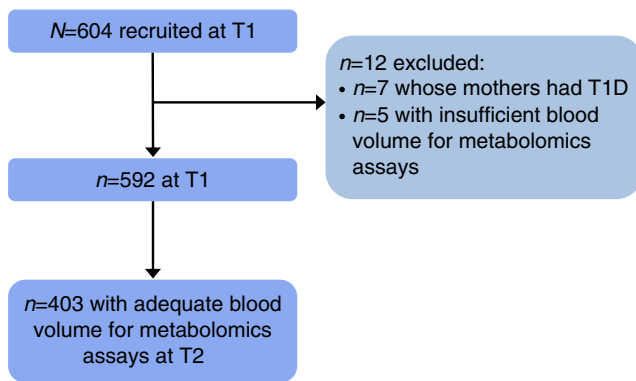 N=604 recruited at T1
n=12 excluded:
• n=7 whose mothers had T1D
• n=5 with insufficient blood
volume for metabolomics
assays
n=592 at T1
n=403 with adequate blood
volume for metabolomics
assays at T2